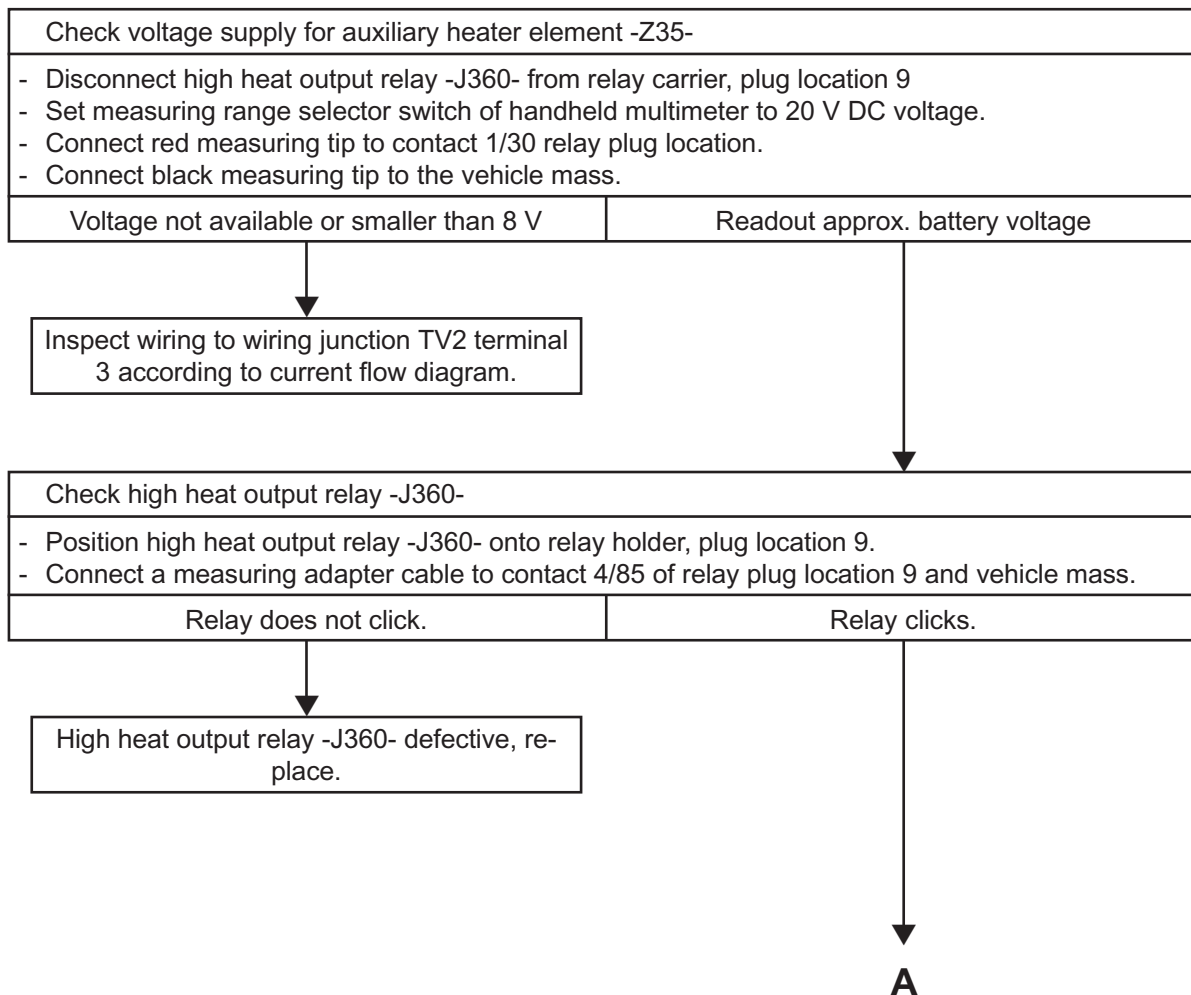 Check voltage supply for auxiliary heater element -Z35-
- Disconnect high heat output relay -J360- from relay carrier, plug location 9
- Set measuring range selector switch of handheld multimeter to 20 V DC voltage.
- Connect red measuring tip to contact 1/30 relay plug location.
- Connect black measuring tip to the vehicle mass.
Voltage not available or smaller than 8 V
Readout approx. battery voltage
Inspect wiring to wiring junction TV2 terminal
3 according to current flow diagram.
Check high heat output relay -J360-
- Position high heat output relay -J360- onto relay holder, plug location 9.
- Connect a measuring adapter cable to contact 4/85 of relay plug location 9 and vehicle mass.
Relay does not click.
Relay clicks.
High heat output relay -J360- defective, re-
place.
A